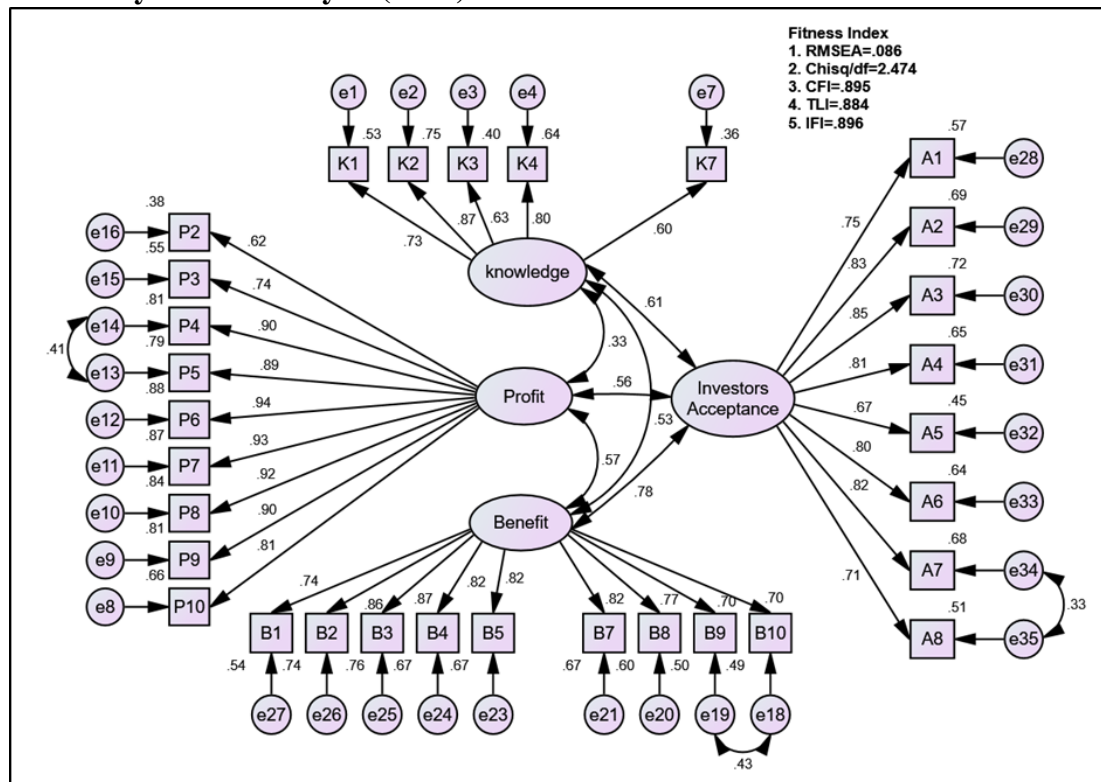 Fitness Index
1. RMSEA=.086
2. Chisq/df=2.474
3. CFI=.895
4. TLI=.884
5. IFI=.896
e1 e2 e3 e4 e7
.53 .75 .40 .64 .36
K1 K2 K3 K4 K7
.73 .87 .63 .80 .60
knowledge
.38
e16 P2 .62
.55
e15 P3 .74
.81
e14 P4 .90
.41
.79
e13 P5 .89
.88
e12 P6 .94
.87
e11 P7 .93
.84
e10 P8 .92
.81
e9 P9 .90
.66
e8 P10 .81
Profit
.61
.33
.56
.53
.57
.78
Investors
Acceptance
.57
.75 A1 e28
.69
.83 A2 e29
.72
.85 A3 e30
.65
.81 A4 e31
.45
.67 A5 e32
.64
.80 A6 e33
.68
.82 A7 e34
.33
.51
.71 A8 e35
Benefit
.74 .86 .87 .82 .82 .82 .77 .70 .70
B1 B2 B3 B4 B5 B7 B8 B9 B10
.54 .74 .76 .67 .67 .67 .60 .50 .49
e27 e26 e25 e24 e23 e21 e20 e19 e18
.43